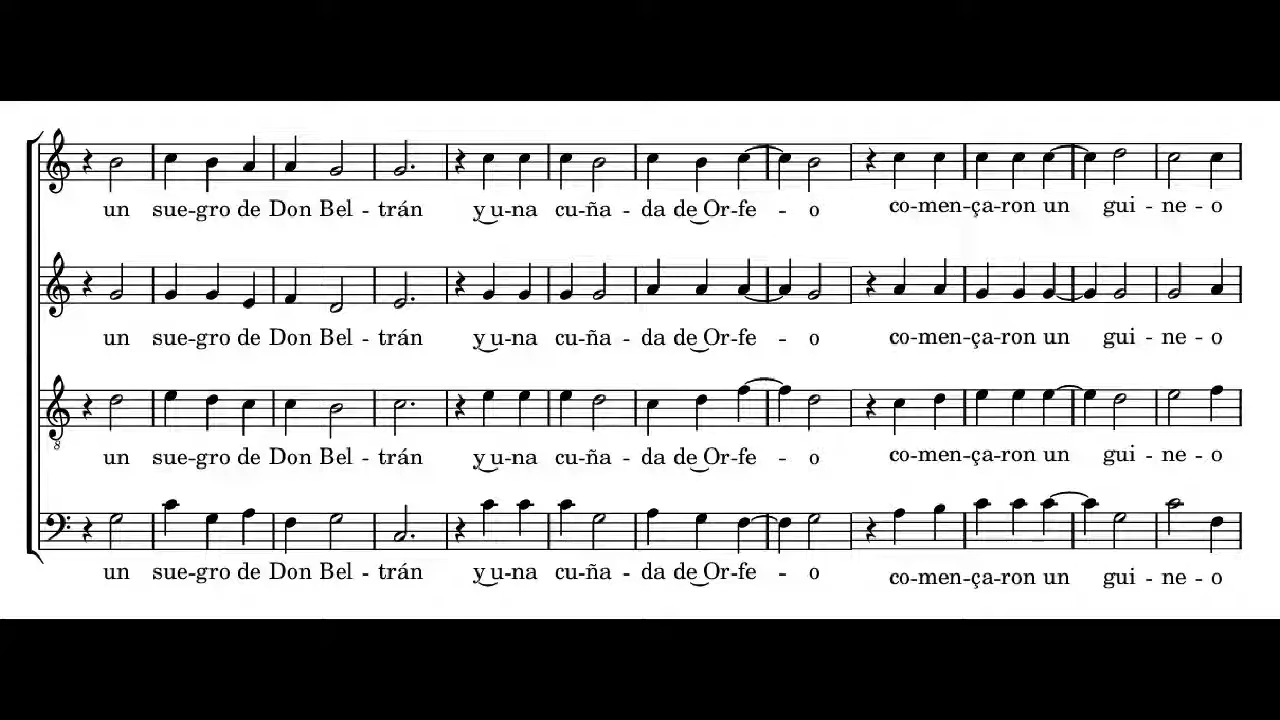 un sue-gro de Don Bel - trán y u-na cu-ña - da de Or-fe - o co-men-ça-ron un gui - ne - o
un sue-gro de Don Bel - trán y u-na cu-ña - da de Or-fe - o co-men-ça-ron un gui - ne - o
8
un sue-gro de Don Bel - trán y u-na cu-ña - da de Or-fe - o co-men-ça-ron un gui - ne - o
un sue-gro de Don Bel - trán y u-na cu-ña - da de Or-fe - o co-men-ça-ron un gui - ne - o